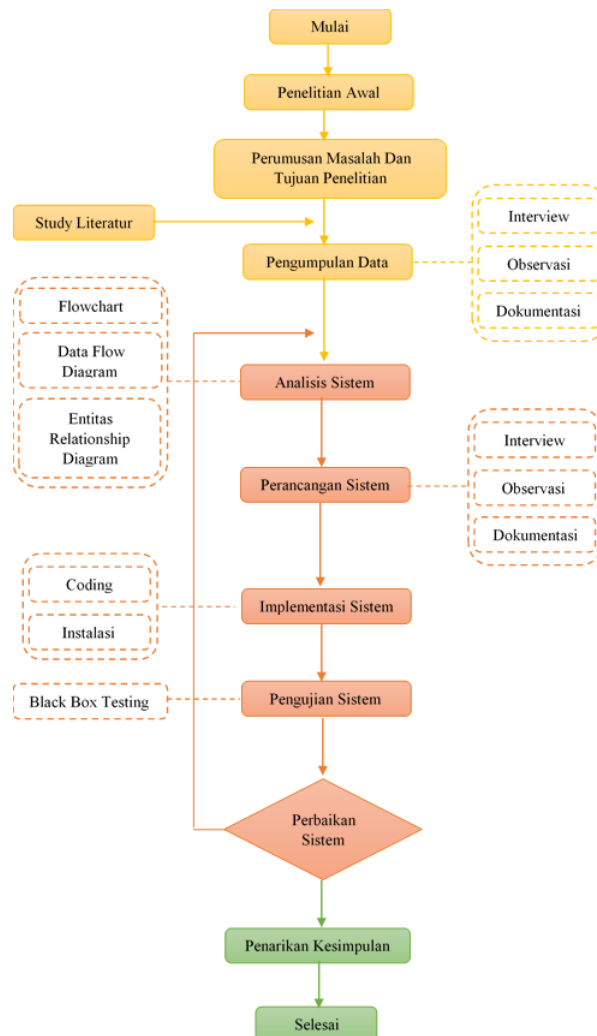 Mulai
Penelitian Awal
Perumusan Masalah Dan
Tujuan Penelitian
Study Literatur
Pengumpulan Data
Interview
Observasi
Dokumentasi
Flowchart
Data Flow
Diagram
Entitas
Relationship
Diagram
Analisis Sistem
Perancangan Sistem
Interview
Observasi
Dokumentasi
Coding
Instalasi
Implementasi Sistem
Black Box Testing
Pengujian Sistem
Perbaikan
Sistem
Penarikan Kesimpulan
Selesai